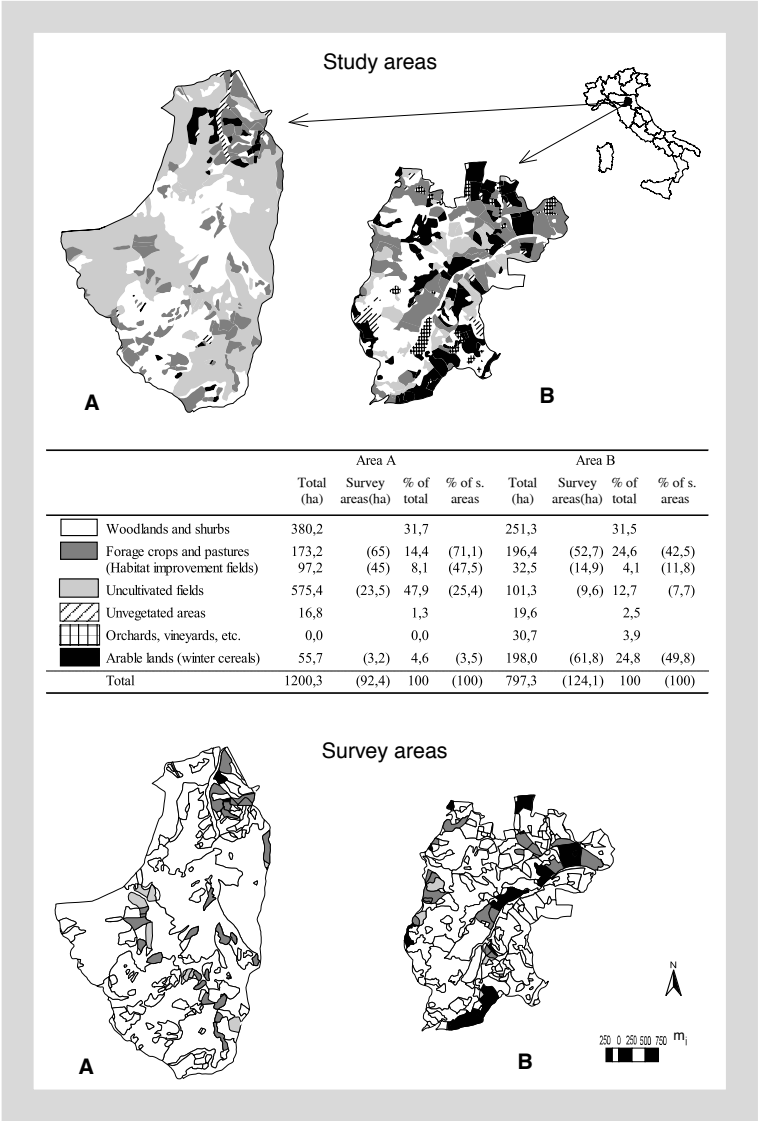 Study areas
A
B
Area A Area B
Total Survey % of % of s. Total Survey % of % of s.
(ha) areas(ha) total areas (ha) areas(ha) total areas
Woodlands and shurbs 380,2 31,7 251,3 31,5
Forage crops and pastures 173,2 (65) 14,4 (71,1) 196,4 (52,7) 24,6 (42,5)
(Habitat improvement fields) 97,2 (45) 8,1 (47,5) 32,5 (14,9) 4,1 (11,8)
Uncultivated fields 575,4 (23,5) 47,9 (25,4) 101,3 (9,6) 12,7 (7,7)
Unvegetated areas 16,8 1,3 19,6 2,5
Orchards, vineyards, etc. 0,0 0,0 30,7 3,9
Arable lands (winter cereals) 55,7 (3,2) 4,6 (3,5) 198,0 (61,8) 24,8 (49,8)
Total 1200,3 (92,4) 100 (100) 797,3 (124,1) 100 (100)
Survey areas
N
250 0 250 500 750 mi
A
B